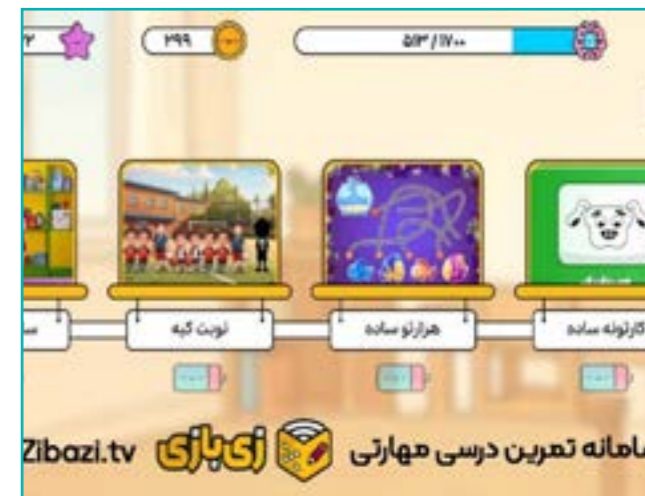 ۵۱۳/۱۷۰۰ ۲۹۹
کارتونه ساده هزارتو ساده نوبت کیه
سامانه تمرین درسی مهارتی زی‌بازی Zibazi.tv